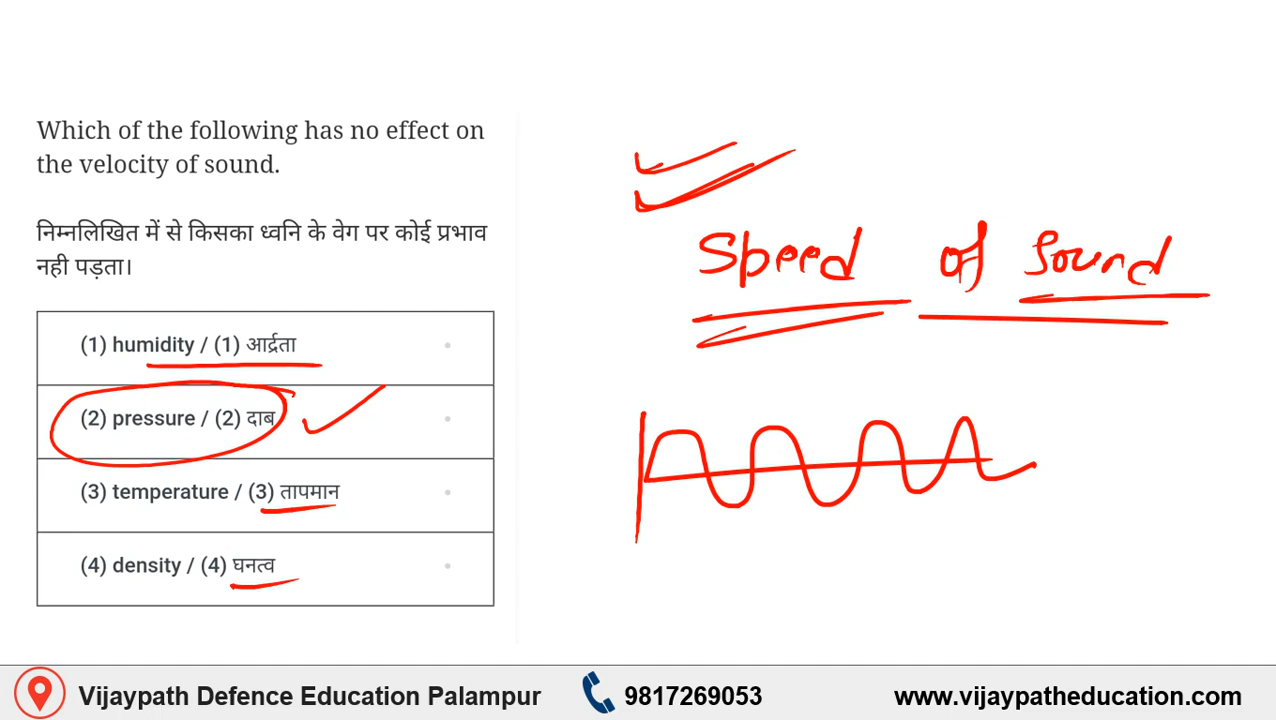 Which of the following has no effect on
the velocity of sound.
निम्नलिखित में से किसका ध्वनि के वेग पर कोई प्रभाव
नही पड़ता।
(1) humidity / (1) आर्द्रता
(2) pressure / (2) दाब
(3) temperature / (3) तापमान
(4) density / (4) घनत्व
Speed of Sound
Vijaypath Defence Education Palampur
9817269053
www.vijaypatheducation.com